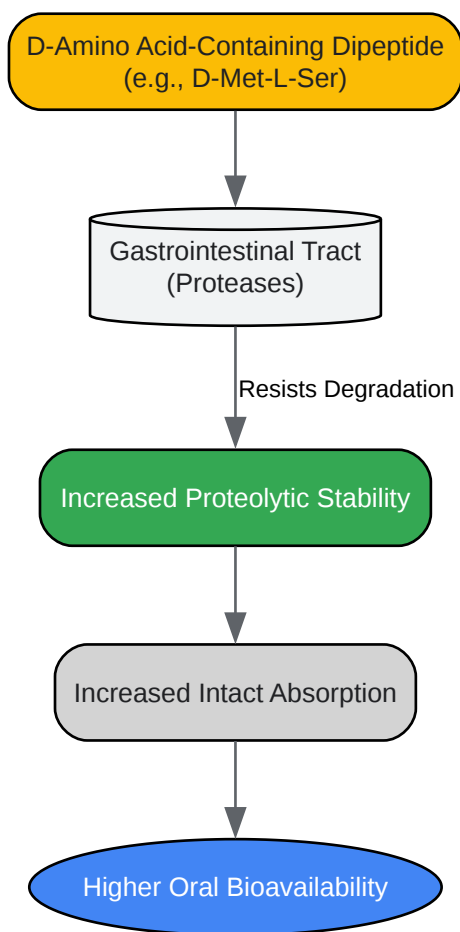 D-Amino Acid-Containing Dipeptide
(e.g., D-Met-L-Ser)
Gastrointestinal Tract
(Proteases)
Resists Degradation
Increased Proteolytic Stability
Increased Intact Absorption
Higher Oral Bioavailability